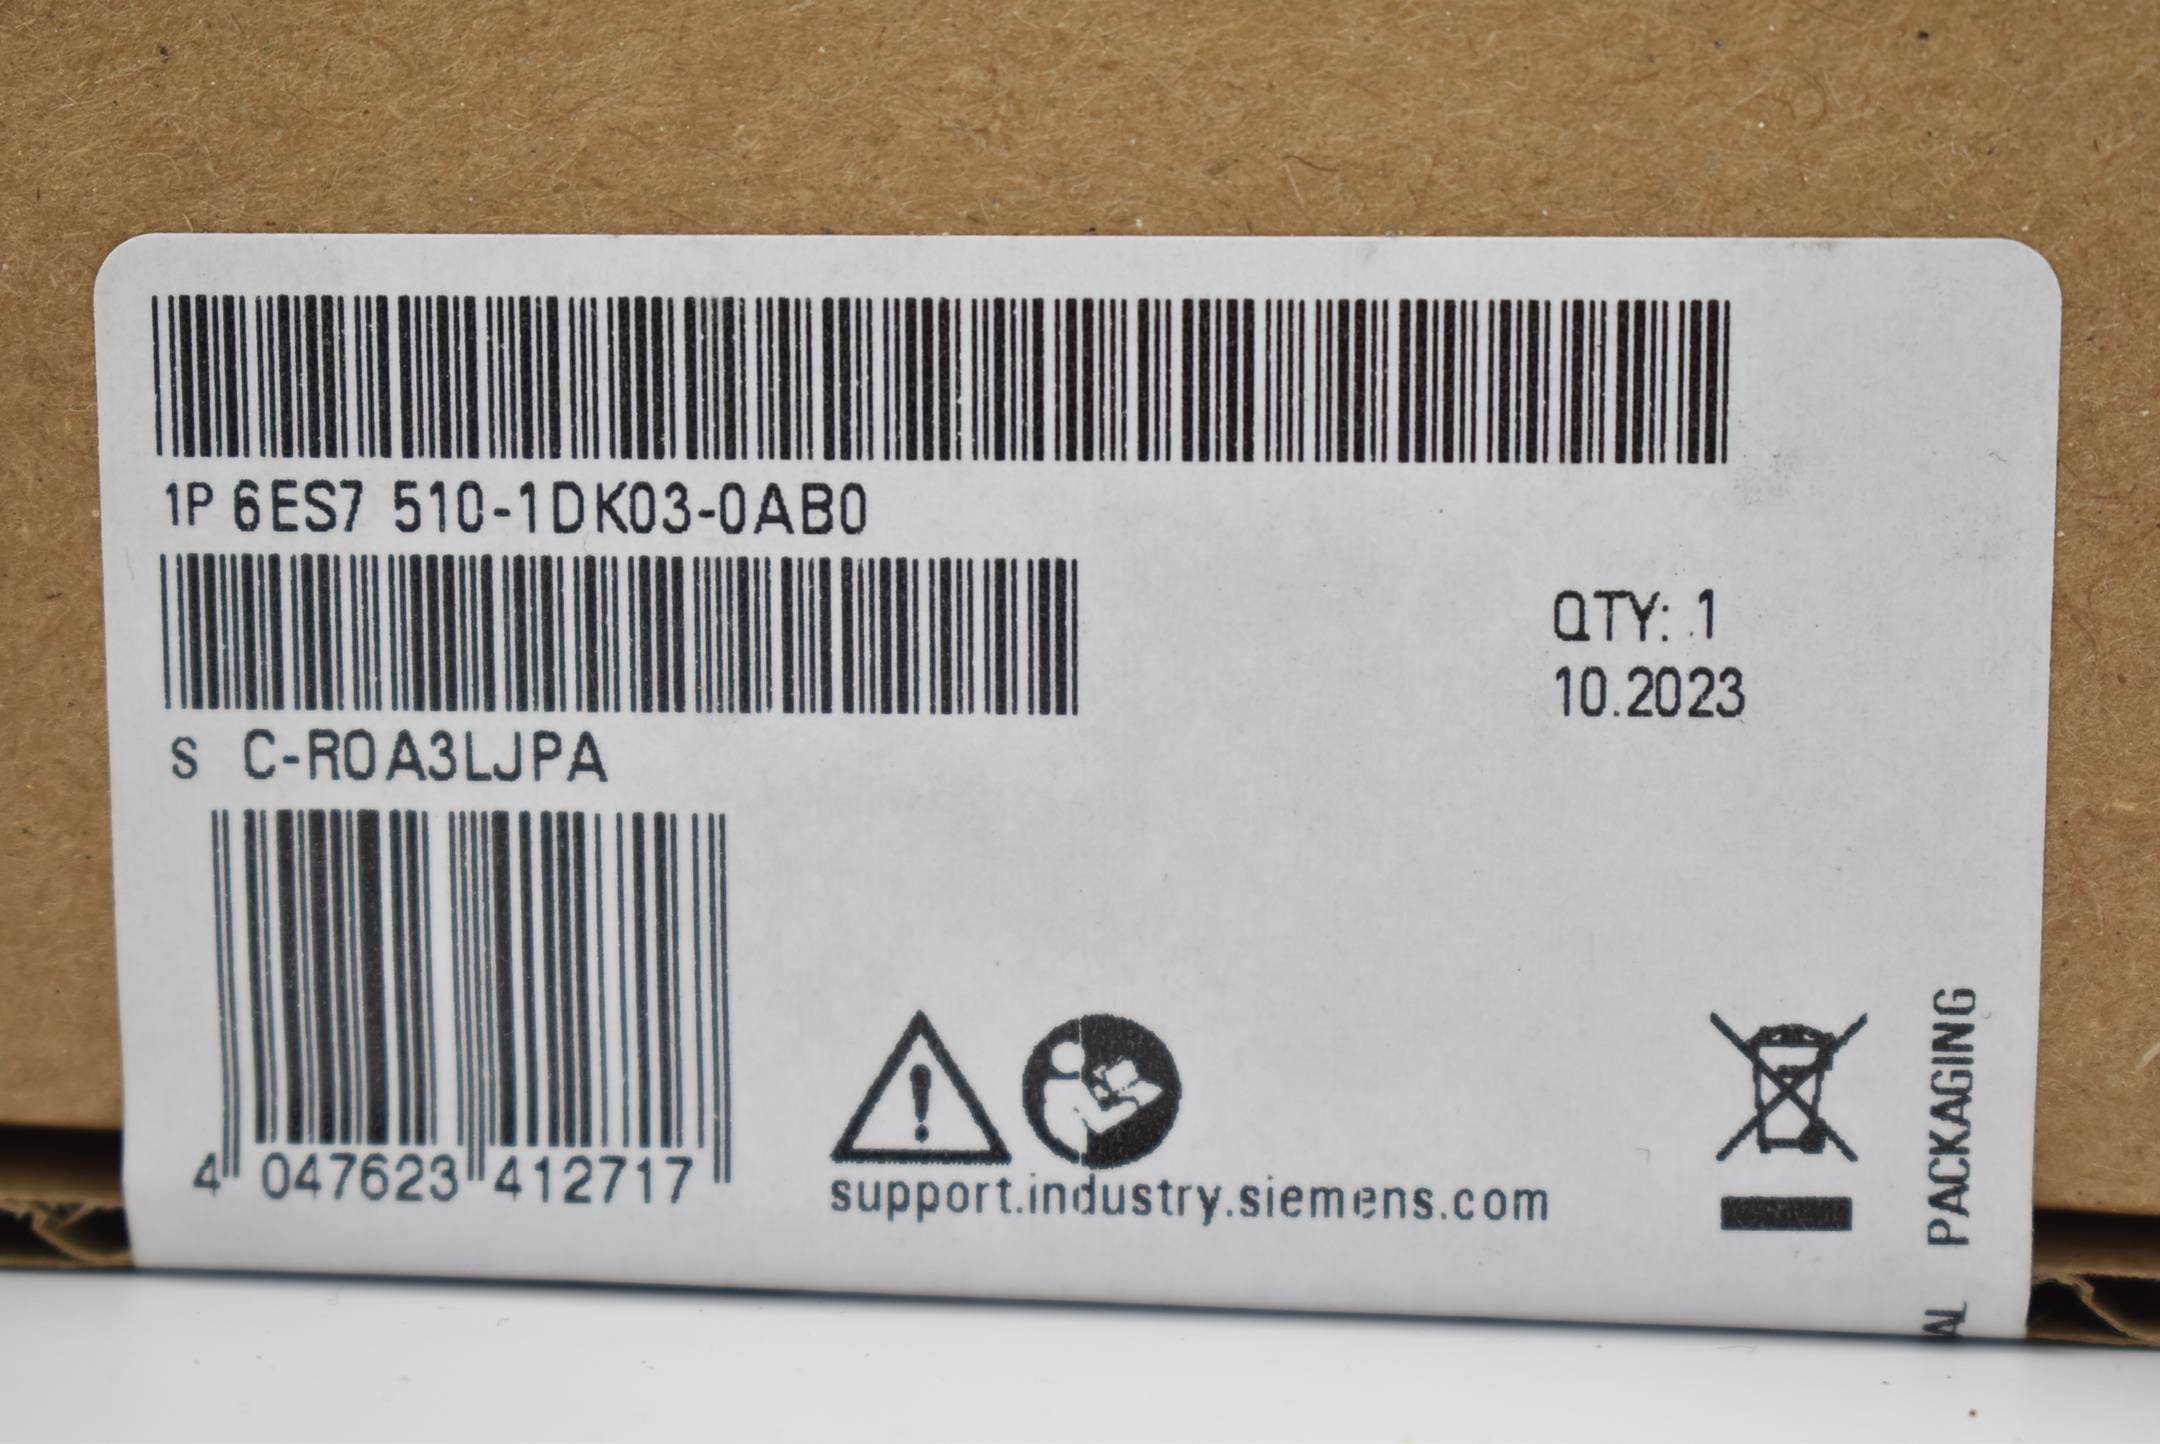 1P 6ES7 510-1DK03-0AB0
QTY: 1
10.2023
S C-R0A3LJPA
4 047623 412717
support.industry.siemens.com
PACKAGING